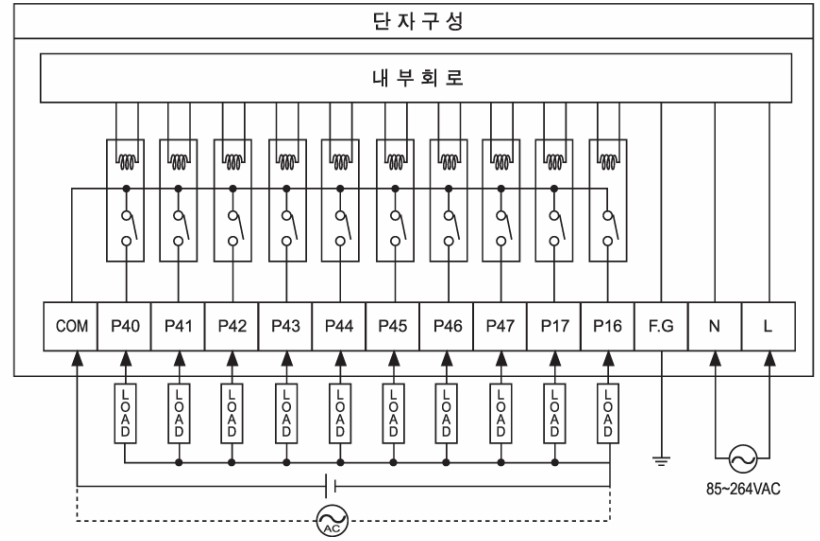 단자구성
내부회로
COM P40 P41 P42 P43 P44 P45 P46 P47 P17 P16 F.G N L
LOAD LOAD LOAD LOAD LOAD LOAD LOAD LOAD LOAD LOAD
85~264VAC
AC